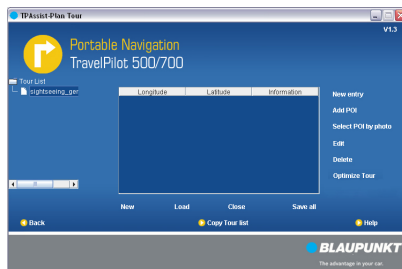 TPAssist-Plan Tour
V1.3
Portable Navigation
TravelPilot 500/700
Tour List
sightseeing_ger
Longitude Latitude Information
New entry
Add POI
Select POI by photo
Edit
Delete
Optimize Tour
New Load Close Save all
Back Copy Tour list Help
BLAUPUNKT
The advantage in your car.